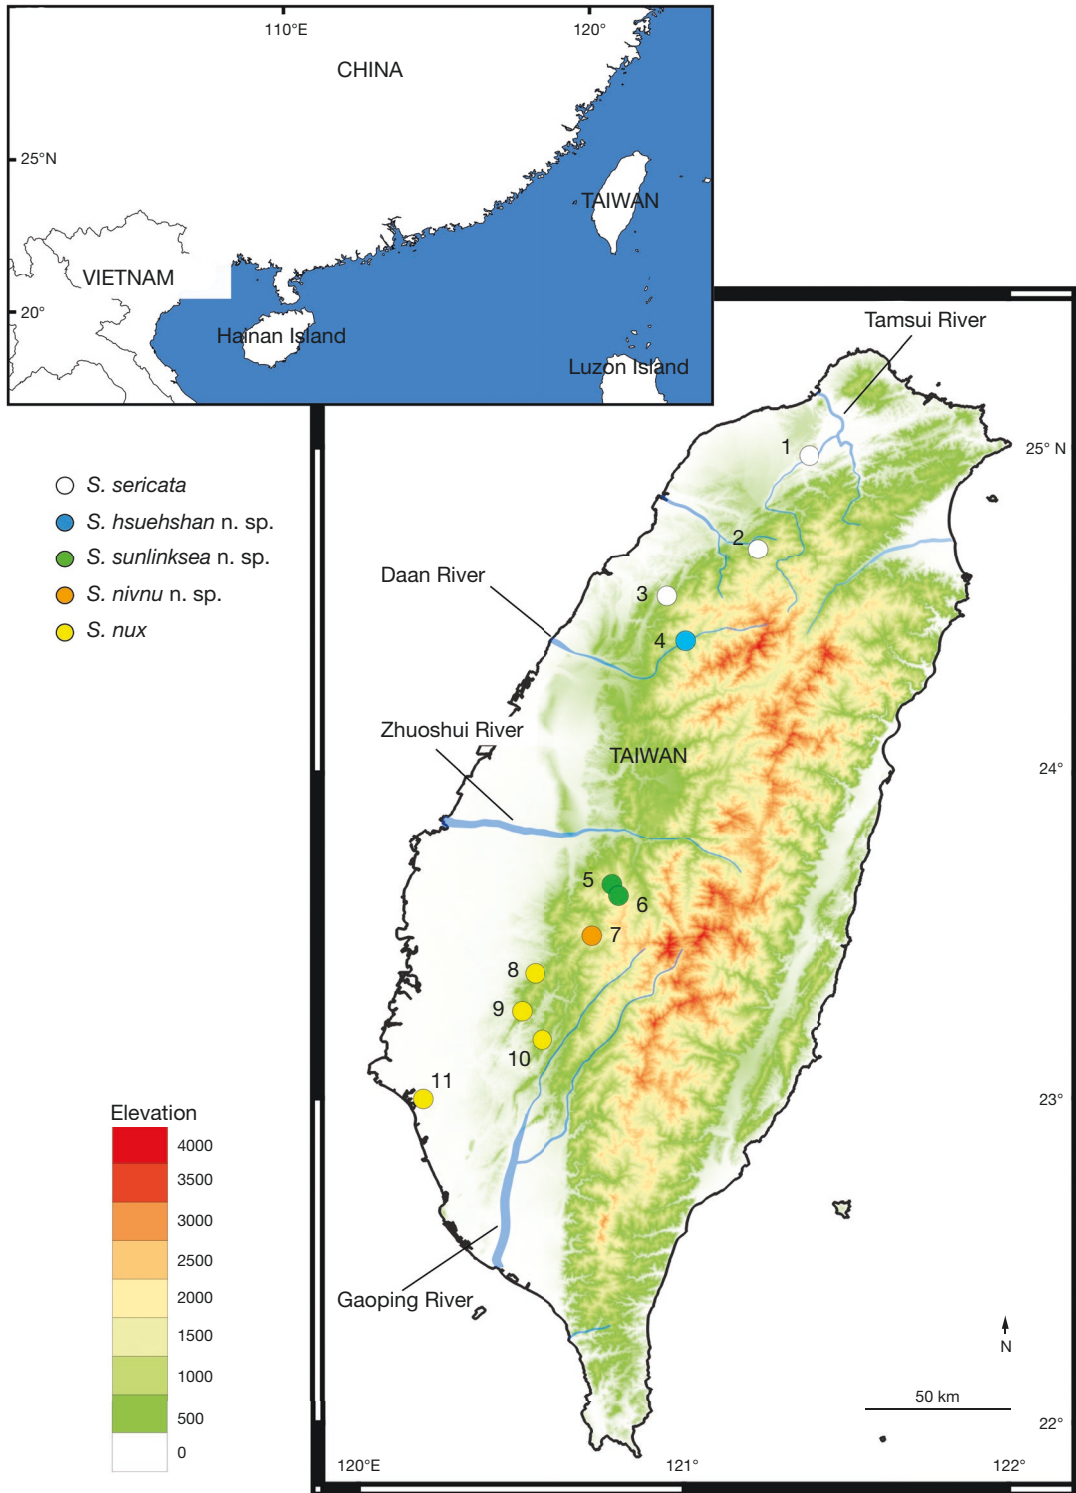 110°E
120°
CHINA
25°N
TAIWAN
VIETNAM
20°
Hainan Island
Luzon Island
Tamsui River
1
25° N
S. sericata
S. hsuehshan n. sp.
S. sunlinksea n. sp.
S. nivnu n. sp.
S. nux
2
Daan River
3
4
Zhuoshui River
TAIWAN
24°
5
6
7
8
9
10
11
23°
Elevation
4000
3500
3000
2500
2000
1500
1000
500
0
Gaoping River
N
50 km
22°
120°E
121°
122°